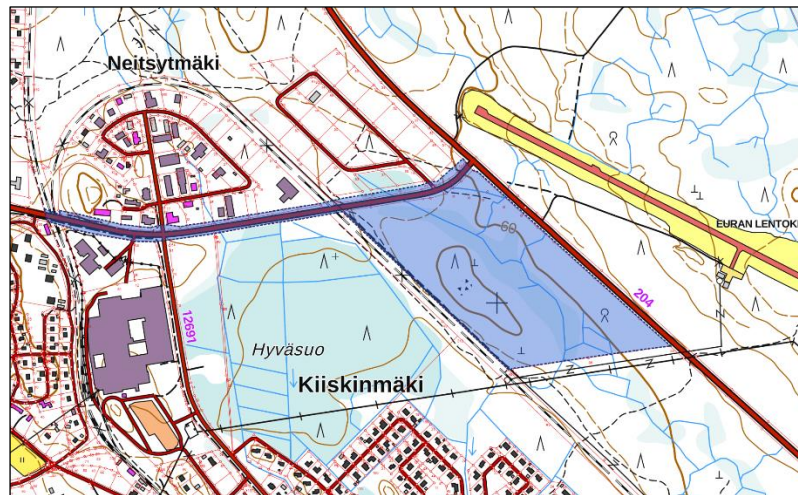 Neitsytmäki
60
EURAN LENTOK
204
12691
Hyväsuo
Kiiskinmäki